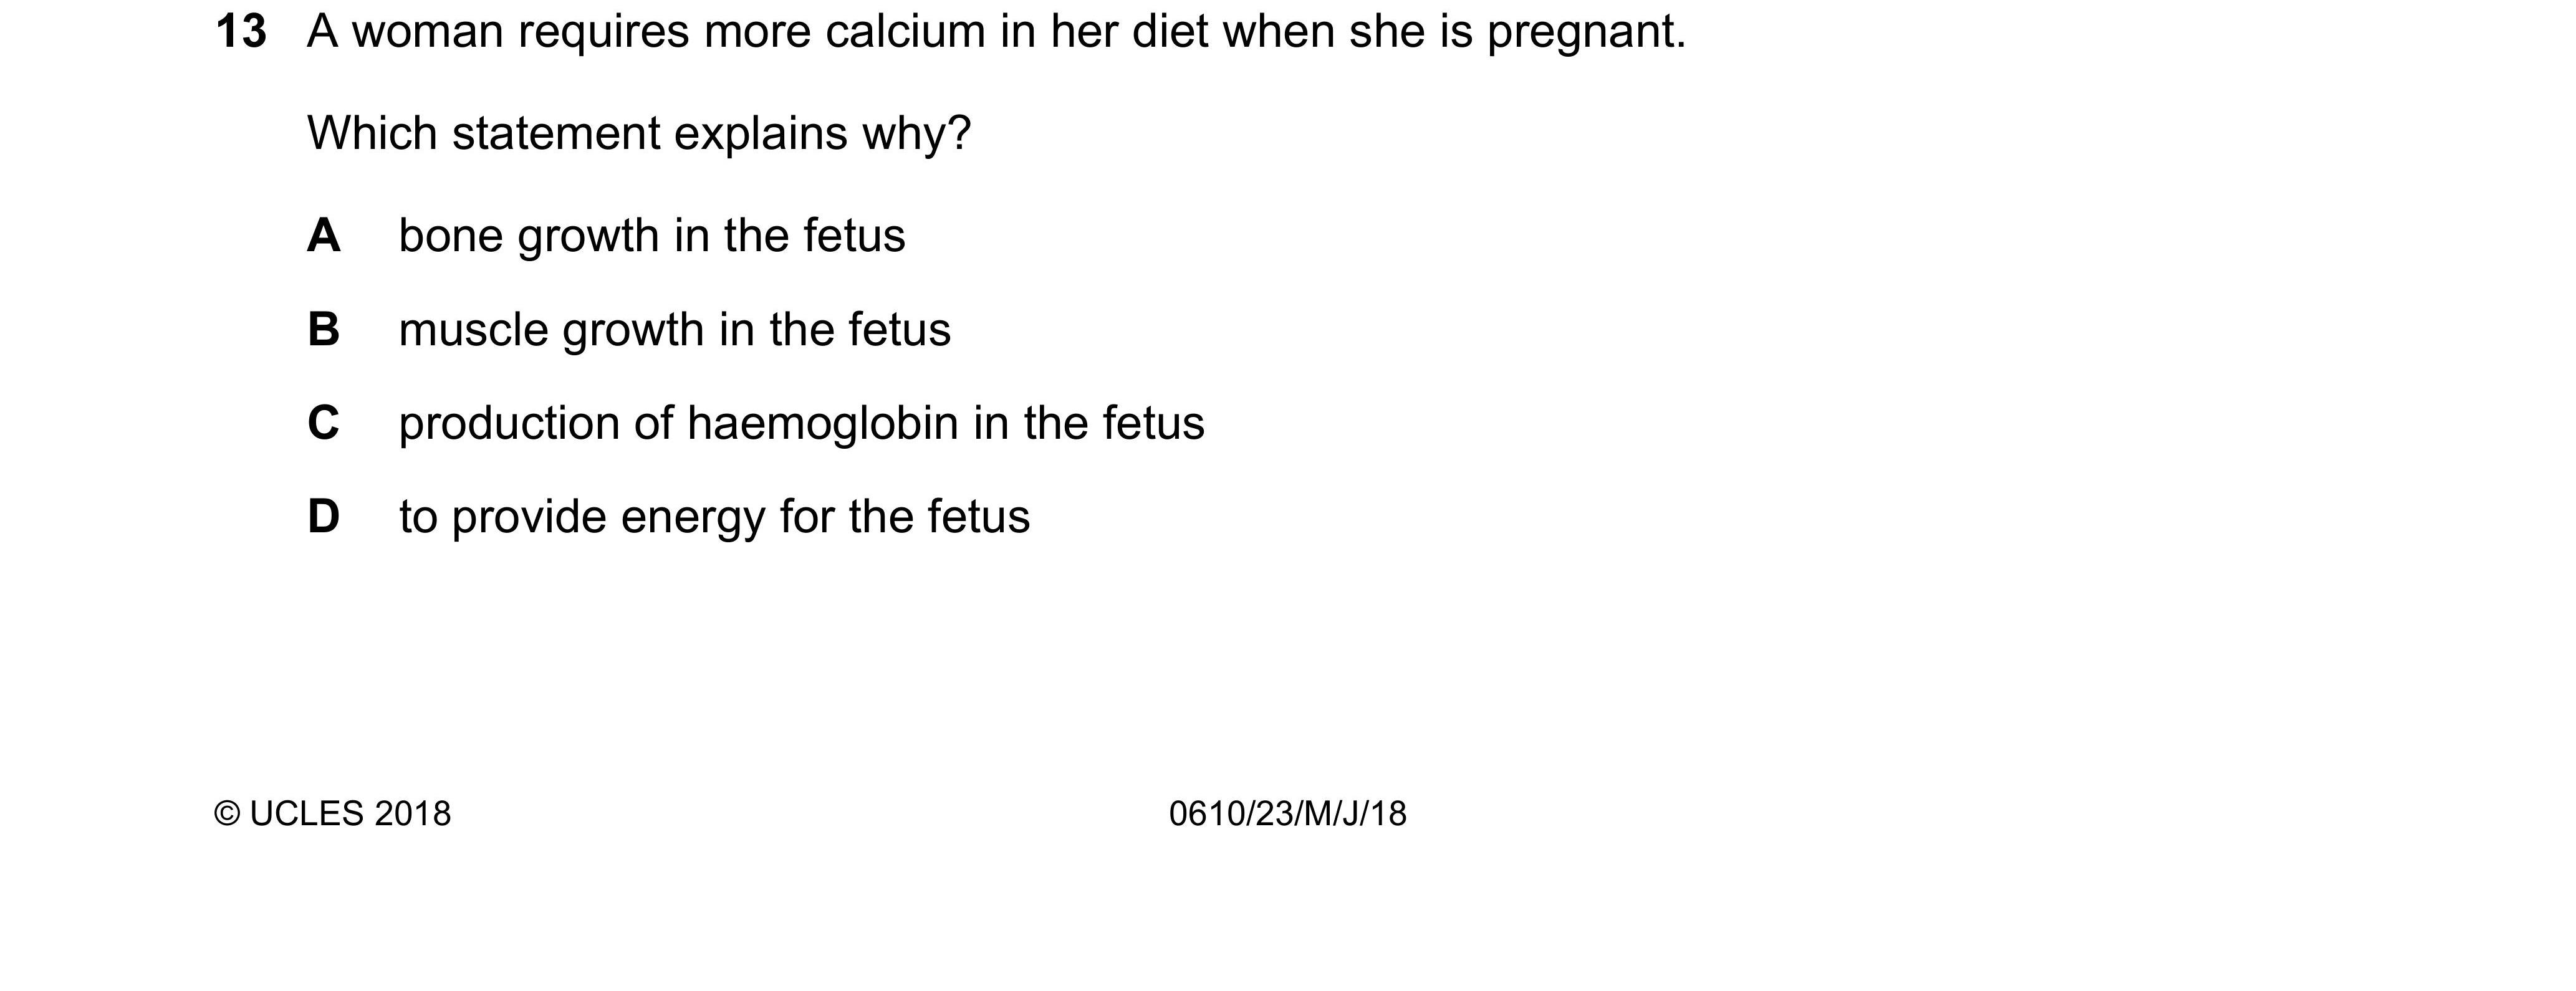 13 A woman requires more calcium in her diet when she is pregnant.
Which statement explains why?
A bone growth in the fetus
B muscle growth in the fetus
C production of haemoglobin in the fetus
D to provide energy for the fetus
© UCLES 2018 0610/23/M/J/18